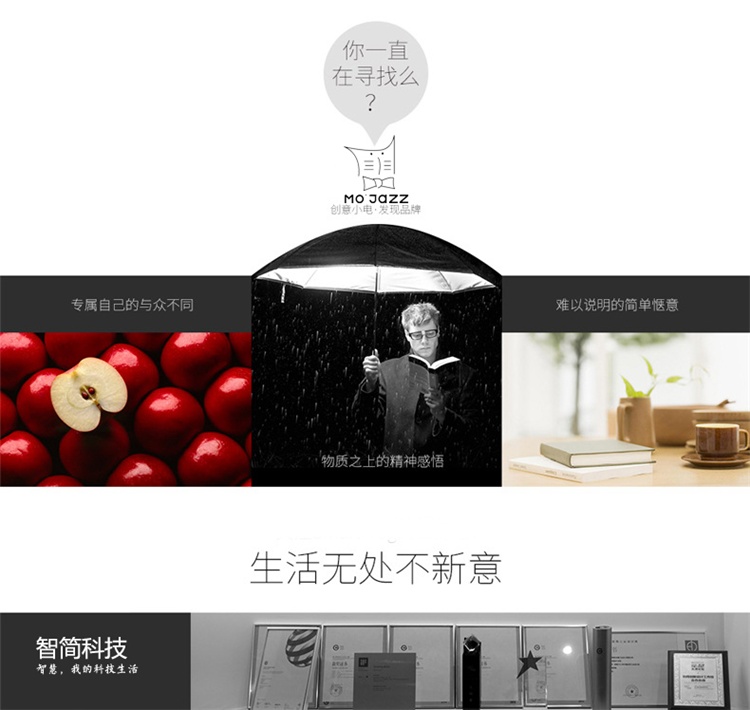 你一直
在寻找么
？
MO JAZZ
创意小电·发现品牌
专属自己的与众不同
难以说明的简单惬意
物质之上的精神感悟
生活无处不新意
智简科技
智慧，我的科技生活